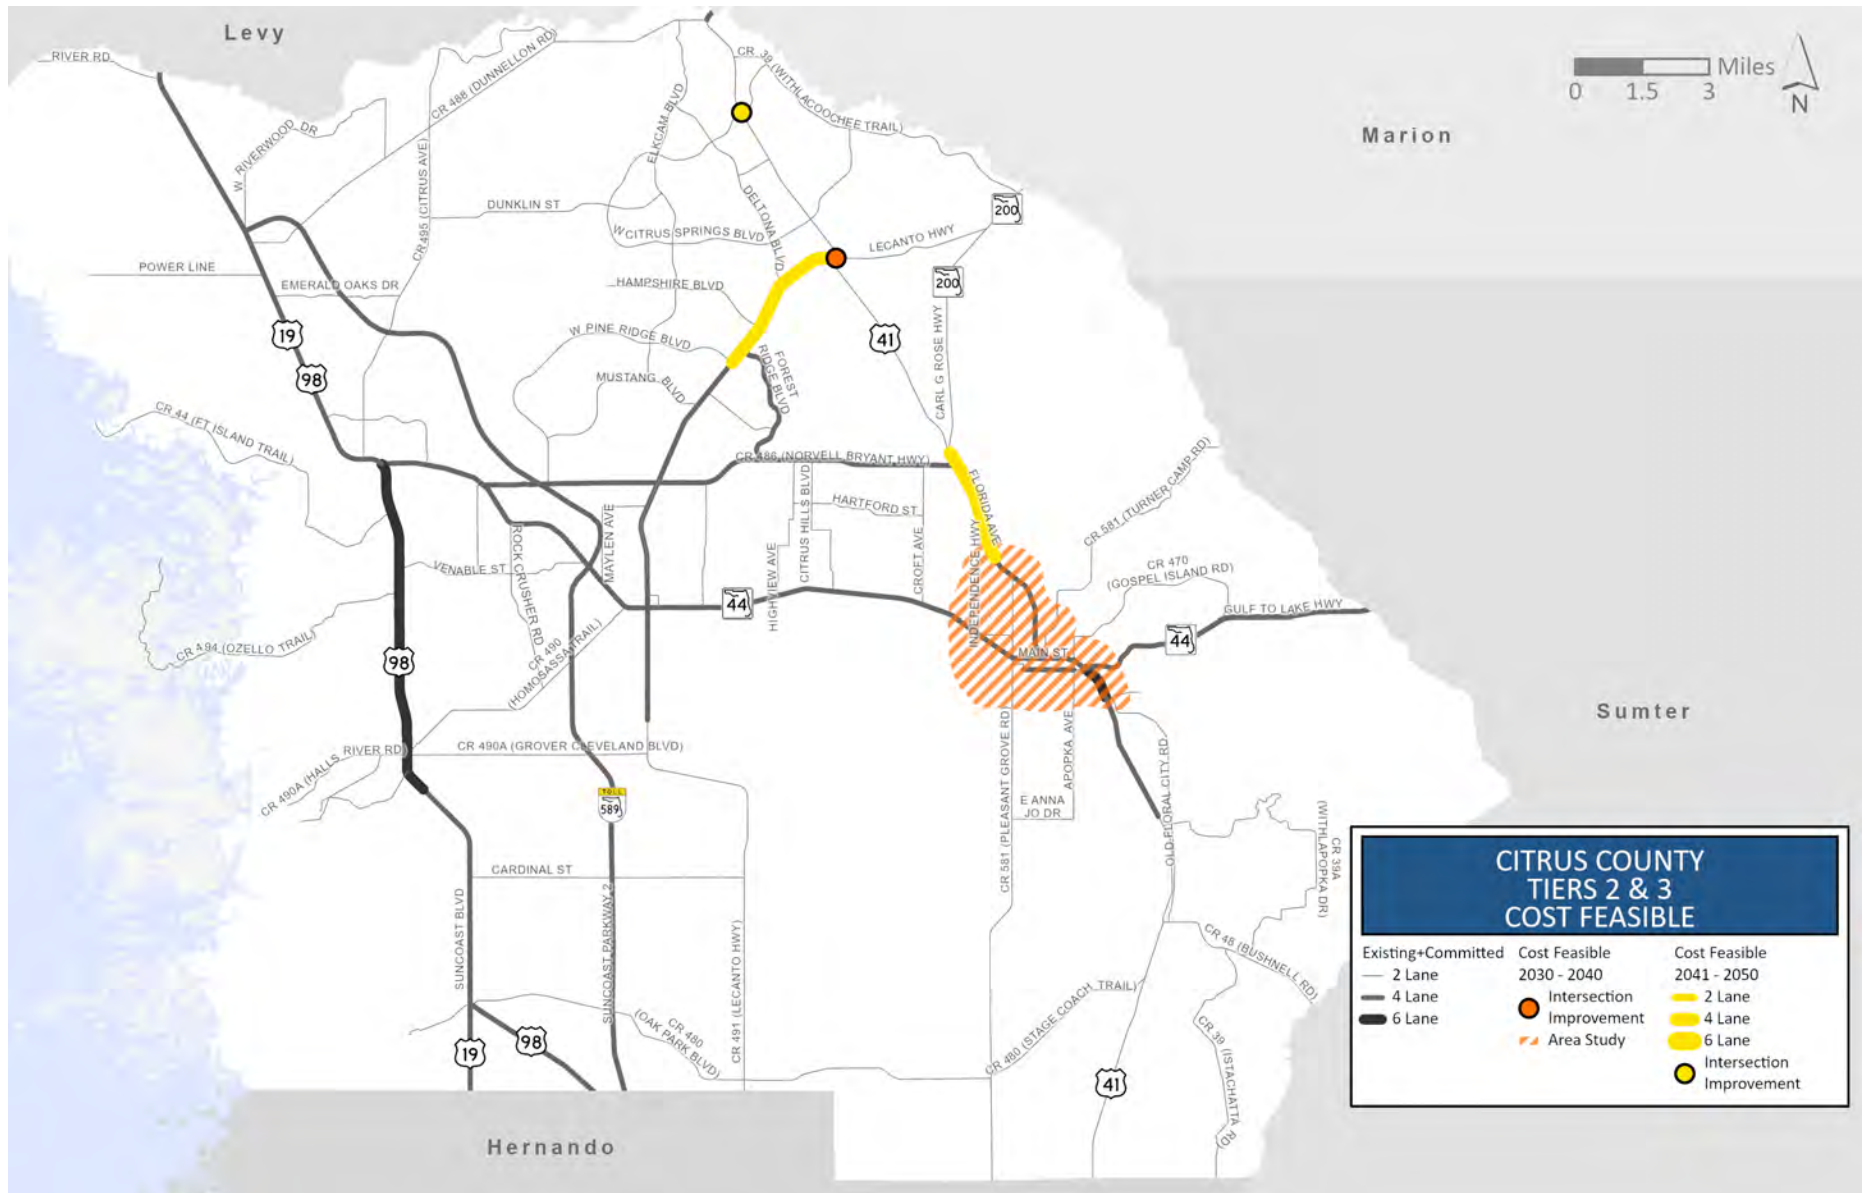 Levy
RIVER RD
CR 488 (DUNNELLON RD)
CR 39 (WITHLACOOCHEE TRAIL)
Miles
0 1.5 3
N
Marion
W RIVERWOOD DR
ELKCAM BLVD
CR 495 (CITRUS AVE)
DUNKLIN ST
DELTONA BLVD
W CITRUS SPRINGS BLVD
200
LECANTO HWY
POWER LINE
EMERALD OAKS DR
HAMPSHIRE BLVD
200
19
W PINE RIDGE BLVD
41
98
FOREST
RIDGE BLVD
MUSTANG BLVD
CARL G ROSE HWY
CR 44 (FT ISLAND TRAIL)
CR 486 (NORVELL BRYANT HWY)
CR 581 (TURNER CAMP RD)
FLORIDA AVE
HARTFORD ST
CITRUS HILLS BLVD
ROCK CRUSHER RD
MAYLEN AVE
HIGHVIEW AVE
CROFT AVE
INDEPENDENCE HWY
VENABLE ST
CR 470
(GOSPEL ISLAND RD)
44
GULF TO LAKE HWY
44
CR 494 (OZELLO TRAIL)
CR 490
(HOMOSASSA TRAIL)
MAIN ST
98
Sumter
CR 490A (HALLS RIVER RD)
CR 490A (GROVER CLEVELAND BLVD)
CR 581 (PLEASANT GROVE RD)
APOPKA AVE
OLD FLORAL CITY RD
TOLL
589
E ANNA
JO DR
CR 39A
(WITHLAPOPKA DR)
CARDINAL ST
SUNCOAST BLVD
SUNCOAST PARKWAY 2
CR 491 (LECANTO HWY)
CR 48 (BUSHNELL RD)
CR 480
(OAK PARK BLVD)
CR 480 (STAGE COACH TRAIL)
CR 39 (ISTACHATTA RD)
19
98
41
Hernando
CITRUS COUNTY
TIERS 2 & 3
COST FEASIBLE
Existing+Committed
2 Lane
4 Lane
6 Lane
Cost Feasible
2030 - 2040
Intersection
Improvement
Area Study
Cost Feasible
2041 - 2050
2 Lane
4 Lane
6 Lane
Intersection
Improvement